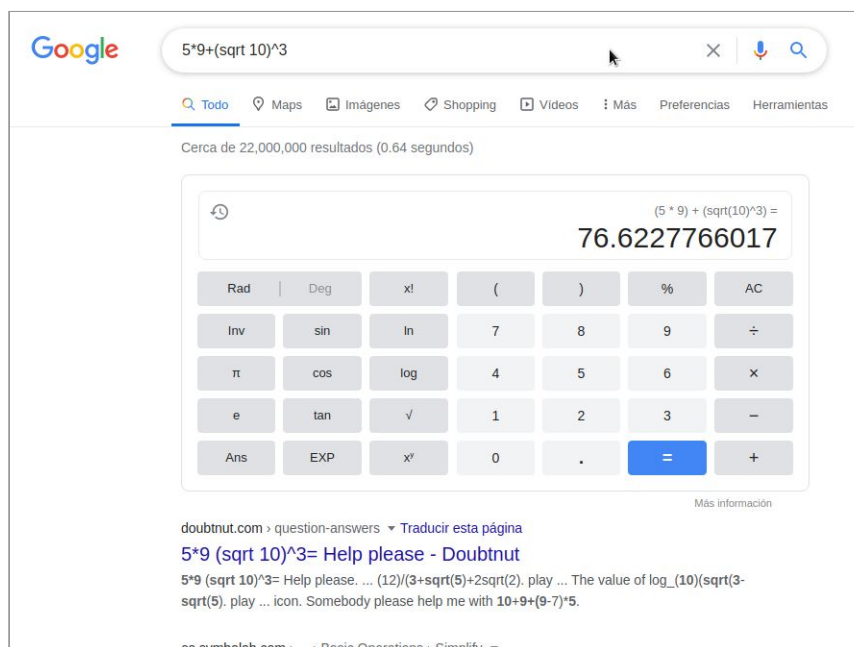 Google
5*9+(sqrt 10)^3
Todo Maps Imágenes Shopping Vídeos Más Preferencias Herramientas
Cerca de 22,000,000 resultados (0.64 segundos)
(5 * 9) + (sqrt(10)^3) =
76.6227766017
Rad | Deg x! ( ) % AC
Inv sin ln 7 8 9 ÷
π cos log 4 5 6 ×
e tan √ 1 2 3 −
Ans EXP xʸ 0 . = +
Más información
doubtnut.com › question-answers ▾ Traducir esta página
5*9 (sqrt 10)^3= Help please - Doubtnut
5*9 (sqrt 10)^3= Help please. ... (12)/(3+sqrt(5)+2sqrt(2). play ... The value of log_(10)(sqrt(3-
sqrt(5). play ... icon. Somebody please help me with 10+9+(9-7)*5.